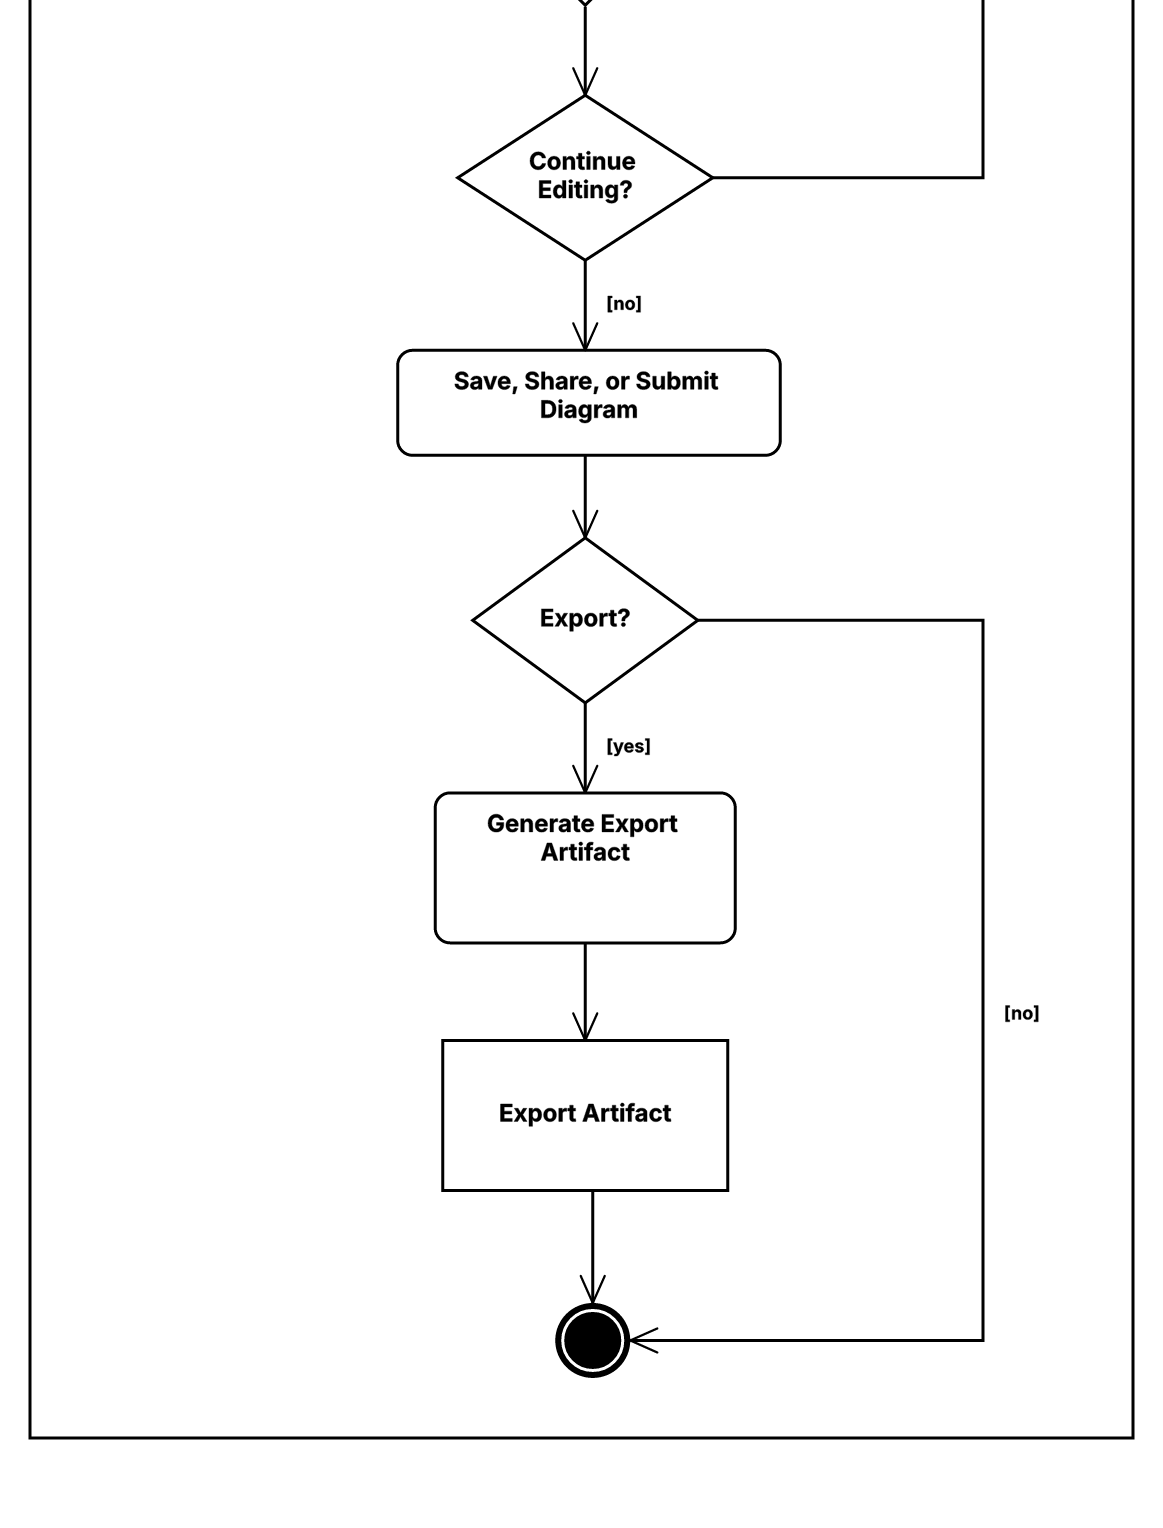 Continue
Editing?
[no]
Save, Share, or Submit
Diagram
Export?
[yes]
Generate Export
Artifact
[no]
Export Artifact